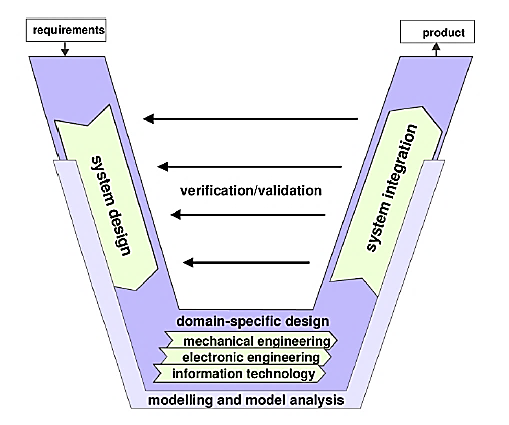 requirements
product
system design
system integration
verification/validation
domain-specific design
mechanical engineering
electronic engineering
information technology
modelling and model analysis